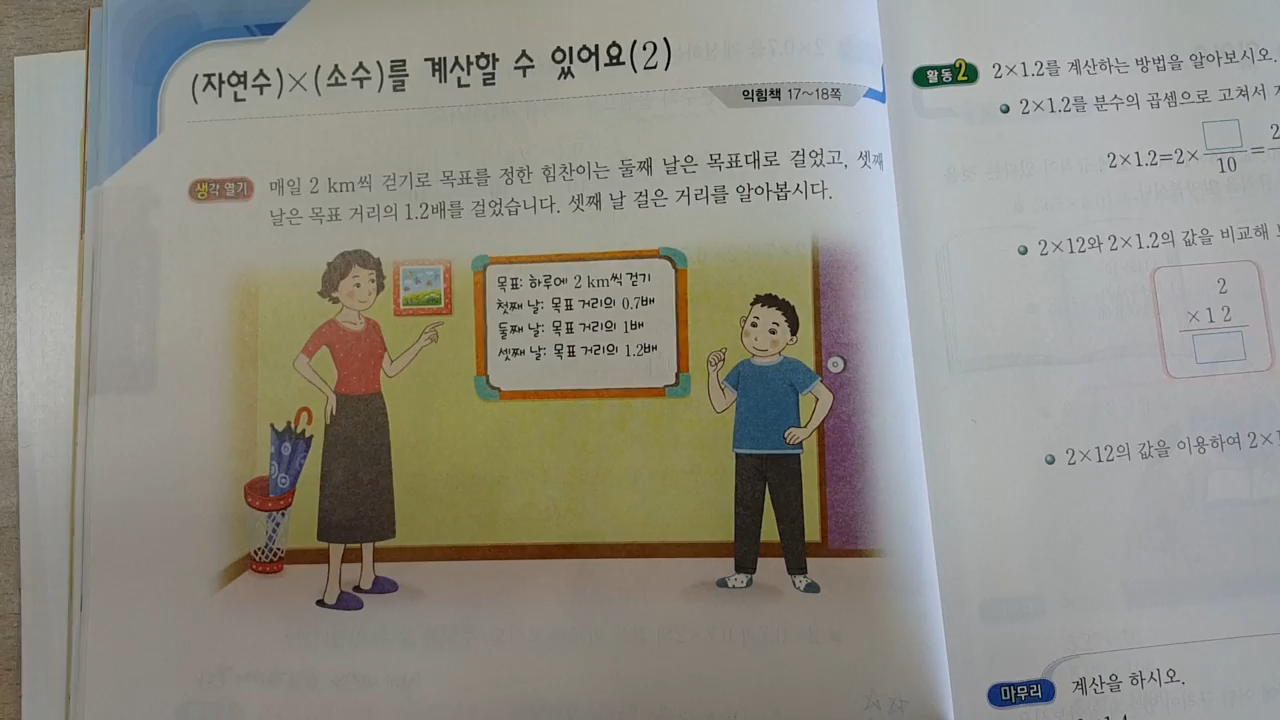 (자연수)×(소수)를 계산할 수 있어요(2)
익힘책 17~18쪽
생각 열기
매일 2 km씩 걷기로 목표를 정한 힘찬이는 둘째 날은 목표대로 걸었고, 셋째
날은 목표 거리의 1.2배를 걸었습니다. 셋째 날 걸은 거리를 알아봅시다.
목표: 하루에 2 km씩 걷기
첫째 날: 목표 거리의 0.7배
둘째 날: 목표 거리의 1배
셋째 날: 목표 거리의 1.2배
활동 2
2×1.2를 계산하는 방법을 알아보시오.
2×1.2를 분수의 곱셈으로 고쳐서
2×1.2=2×□/10=2
2×12와 2×1.2의 값을 비교해
2
×12
2×12의 값을 이용하여
마무리
계산을 하시오.